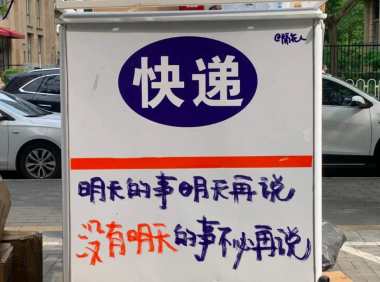 @隔花人
快递
明天的事明天再说
没有明天的事不必再说